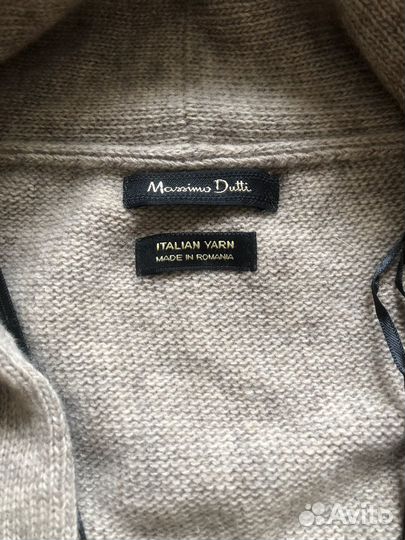 Massimo Dutti
ITALIAN YARN
MADE IN ROMANIA
Avito